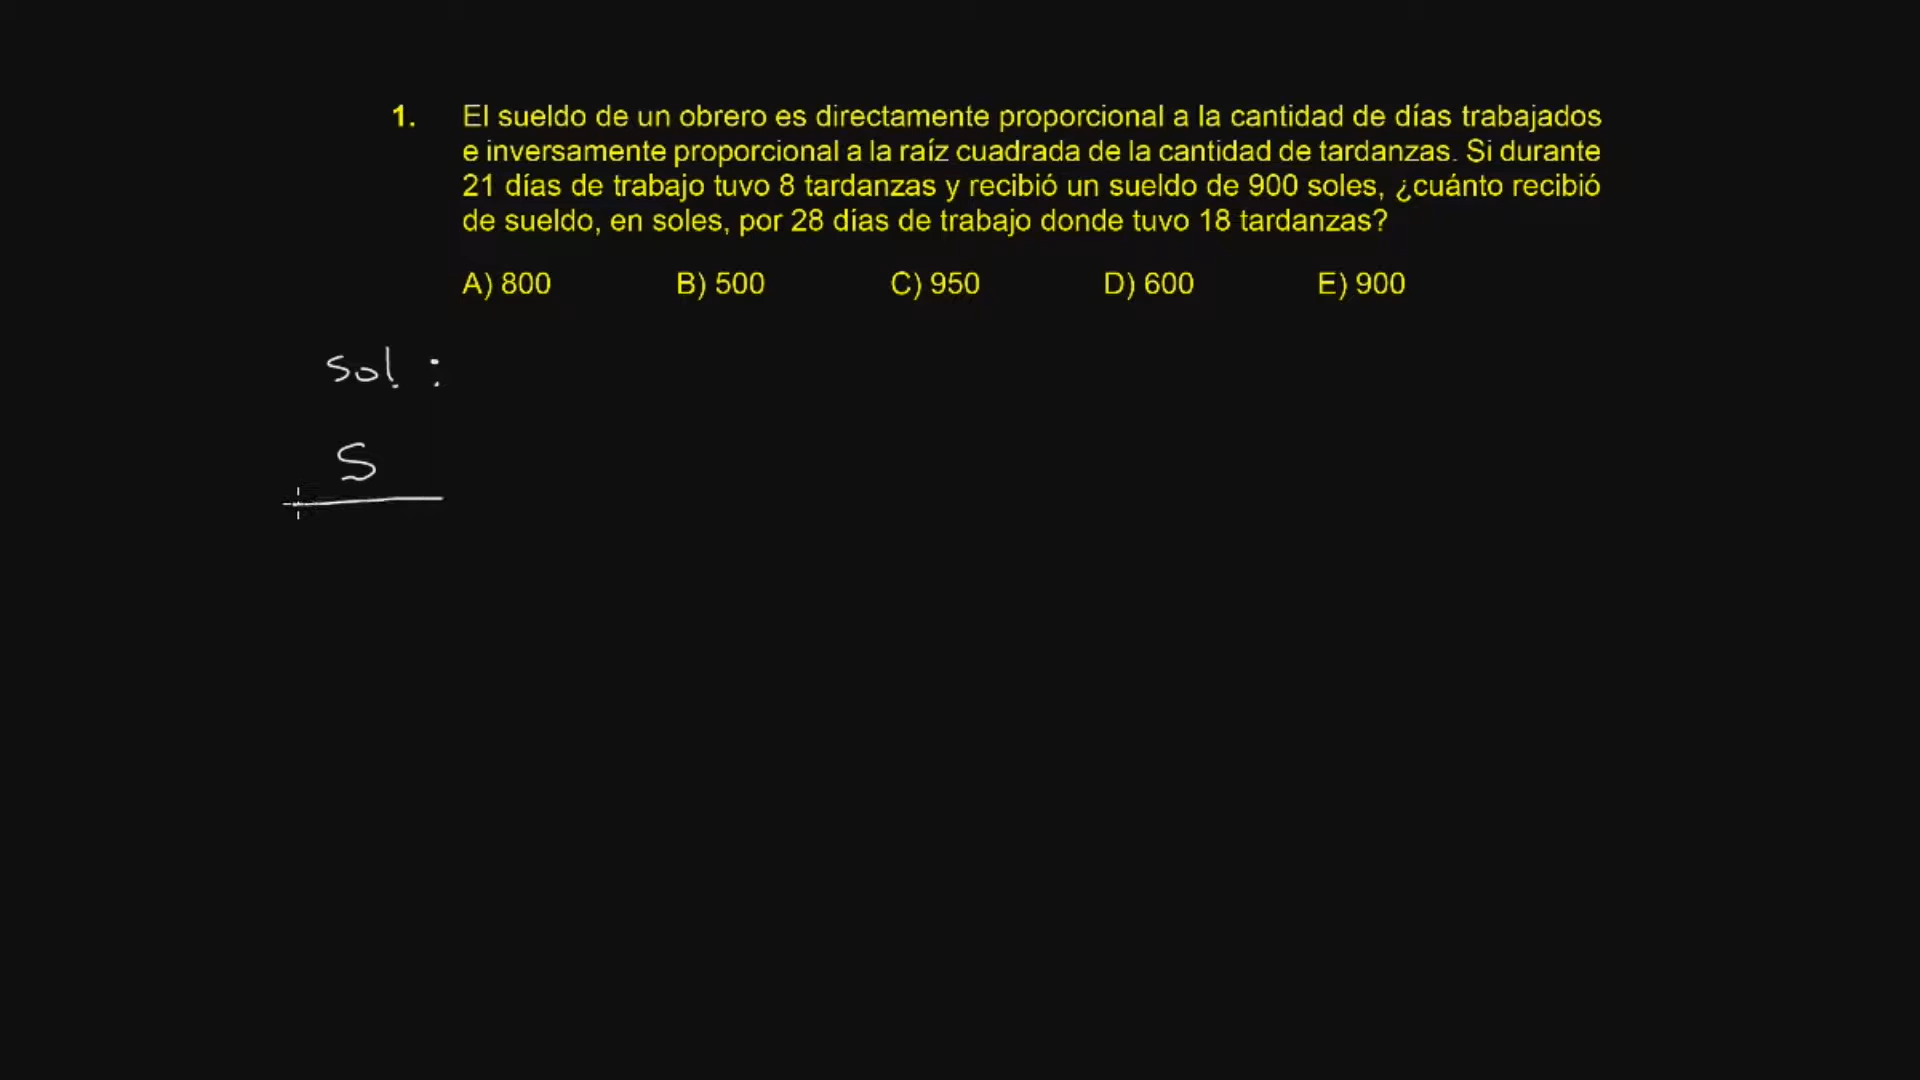 1. El sueldo de un obrero es directamente proporcional a la cantidad de días trabajados
e inversamente proporcional a la raíz cuadrada de la cantidad de tardanzas. Si durante
21 días de trabajo tuvo 8 tardanzas y recibió un sueldo de 900 soles, ¿cuánto recibió
de sueldo, en soles, por 28 días de trabajo donde tuvo 18 tardanzas?
A) 800 B) 500 C) 950 D) 600 E) 900
Sol :
S